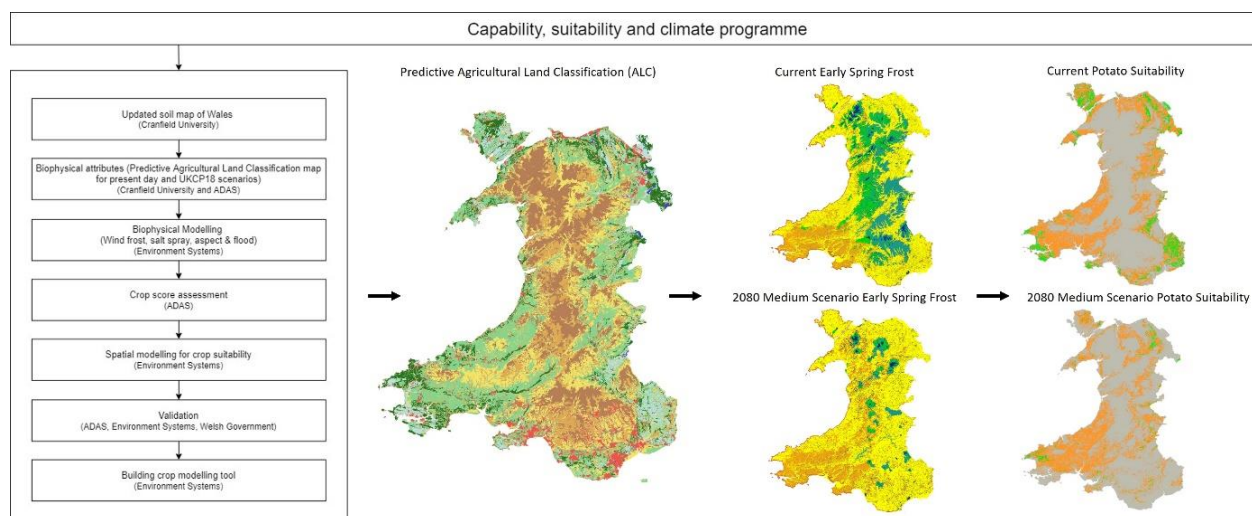 Capability, suitability and climate programme
Updated soil map of Wales
(Cranfield University)
Biophysical attributes (Predictive Agricultural Land Classification map
for present day and UKCP18 scenarios)
(Cranfield University and ADAS)
Biophysical Modelling
(Wind frost, salt spray, aspect & flood)
(Environment Systems)
Crop score assessment
(ADAS)
Spatial modelling for crop suitability
(Environment Systems)
Validation
(ADAS, Environment Systems, Welsh Government)
Building crop modelling tool
(Environment Systems)
Predictive Agricultural Land Classification (ALC)
Current Early Spring Frost
2080 Medium Scenario Early Spring Frost
Current Potato Suitability
2080 Medium Scenario Potato Suitability